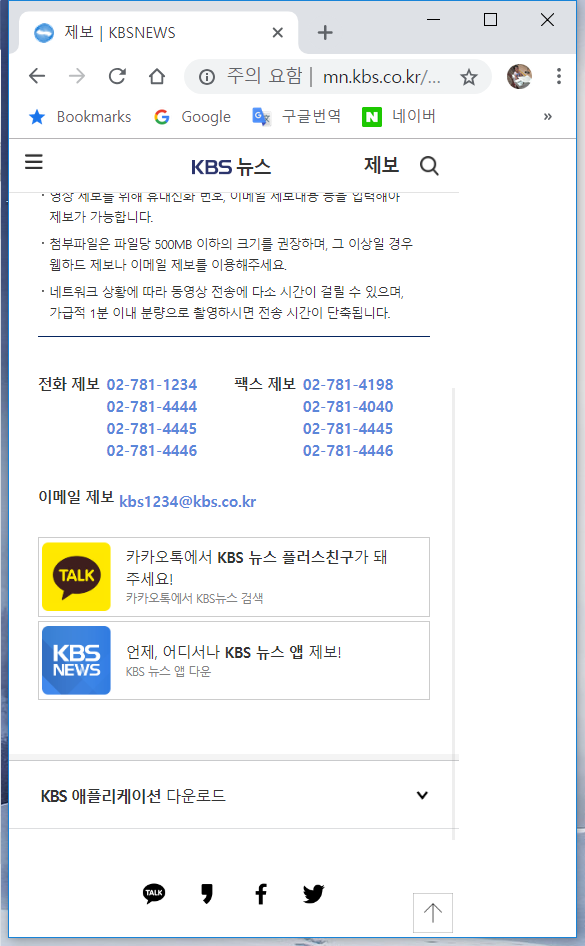 제보 | KBSNEWS
주의 요함 | mn.kbs.co.kr/...
Bookmarks Google 구글번역 네이버 »
KBS 뉴스 제보
· 영상 제보를 위해 휴대전화 번호, 이메일 제보내용 등을 입력해야
제보가 가능합니다.
· 첨부파일은 파일당 500MB 이하의 크기를 권장하며, 그 이상일 경우
웹하드 제보나 이메일 제보를 이용해주세요.
· 네트워크 상황에 따라 동영상 전송에 다소 시간이 걸릴 수 있으며,
가급적 1분 이내 분량으로 촬영하시면 전송 시간이 단축됩니다.
전화 제보 02-781-1234 팩스 제보 02-781-4198
02-781-4444 02-781-4040
02-781-4445 02-781-4445
02-781-4446 02-781-4446
이메일 제보 kbs1234@kbs.co.kr
TALK
카카오톡에서 KBS 뉴스 플러스친구가 돼
주세요!
카카오톡에서 KBS뉴스 검색
KBS
NEWS
언제, 어디서나 KBS 뉴스 앱 제보!
KBS 뉴스 앱 다운
KBS 애플리케이션 다운로드
TALK